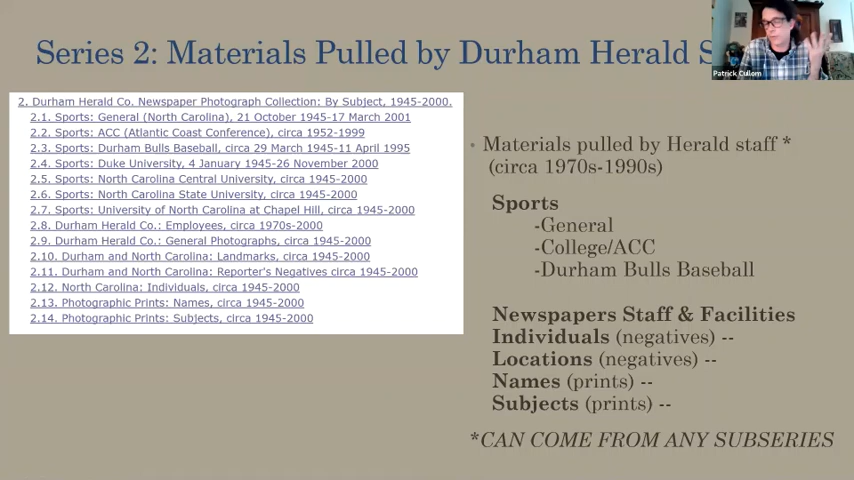 Series 2: Materials Pulled by Durham Herald S
Patrick Cullom
2. Durham Herald Co. Newspaper Photograph Collection: By Subject, 1945-2000.
2.1. Sports: General (North Carolina), 21 October 1945-17 March 2001
2.2. Sports: ACC (Atlantic Coast Conference), circa 1952-1999
2.3. Sports: Durham Bulls Baseball, circa 29 March 1945-11 April 1995
2.4. Sports: Duke University, 4 January 1945-26 November 2000
2.5. Sports: North Carolina Central University, circa 1945-2000
2.6. Sports: North Carolina State University, circa 1945-2000
2.7. Sports: University of North Carolina at Chapel Hill, circa 1945-2000
2.8. Durham Herald Co.: Employees, circa 1970s-2000
2.9. Durham Herald Co.: General Photographs, circa 1945-2000
2.10. Durham and North Carolina: Landmarks, circa 1945-2000
2.11. Durham and North Carolina: Reporter's Negatives circa 1945-2000
2.12. North Carolina: Individuals, circa 1945-2000
2.13. Photographic Prints: Names, circa 1945-2000
2.14. Photographic Prints: Subjects, circa 1945-2000
• Materials pulled by Herald staff *
(circa 1970s-1990s)
Sports
-General
-College/ACC
-Durham Bulls Baseball
Newspapers Staff & Facilities
Individuals (negatives) --
Locations (negatives) --
Names (prints) --
Subjects (prints) --
*CAN COME FROM ANY SUBSERIES